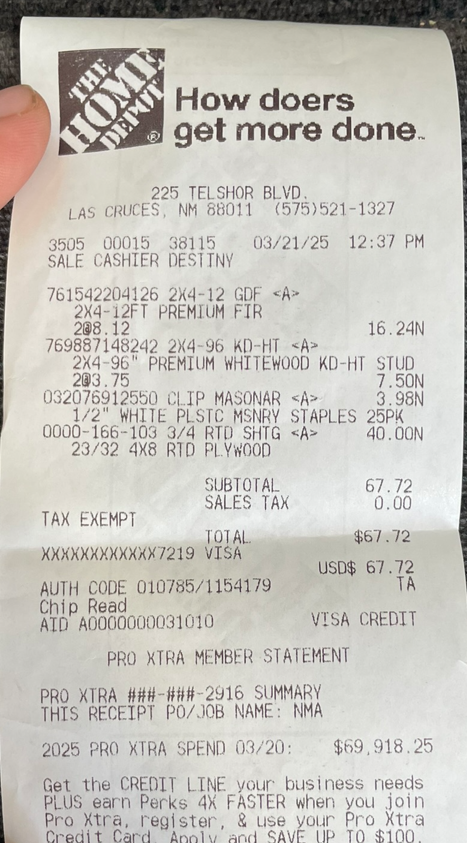 THE
HOME
DEPOT
®
How doers
get more done™
225 TELSHOR BLVD.
LAS CRUCES, NM 88011 (575)521-1327
3505 00015 38115 03/21/25 12:37 PM
SALE CASHIER DESTINY
761542204126 2X4-12 GDF <A>
2X4-12FT PREMIUM FIR
2@8.12 16.24N
769887148242 2X4-96 KD-HT <A>
2X4-96" PREMIUM WHITEWOOD KD-HT STUD
2@3.75 7.50N
032076912550 CLIP MASONAR <A> 3.98N
1/2" WHITE PLSTC MSNRY STAPLES 25PK
0000-166-103 3/4 RTD SHTG <A> 40.00N
23/32 4X8 RTD PLYWOOD
SUBTOTAL 67.72
SALES TAX 0.00
TAX EXEMPT
TOTAL $67.72
XXXXXXXXXXXX7219 VISA
USD$ 67.72
AUTH CODE 010785/1154179 TA
Chip Read
AID A0000000031010 VISA CREDIT
PRO XTRA MEMBER STATEMENT
PRO XTRA ###-###-2916 SUMMARY
THIS RECEIPT PO/JOB NAME: NMA
2025 PRO XTRA SPEND 03/20: $69,918.25
Get the CREDIT LINE your business needs
PLUS earn Perks 4X FASTER when you join
Pro Xtra, register, & use your Pro Xtra
Credit Card. Apply and SAVE UP TO $100.